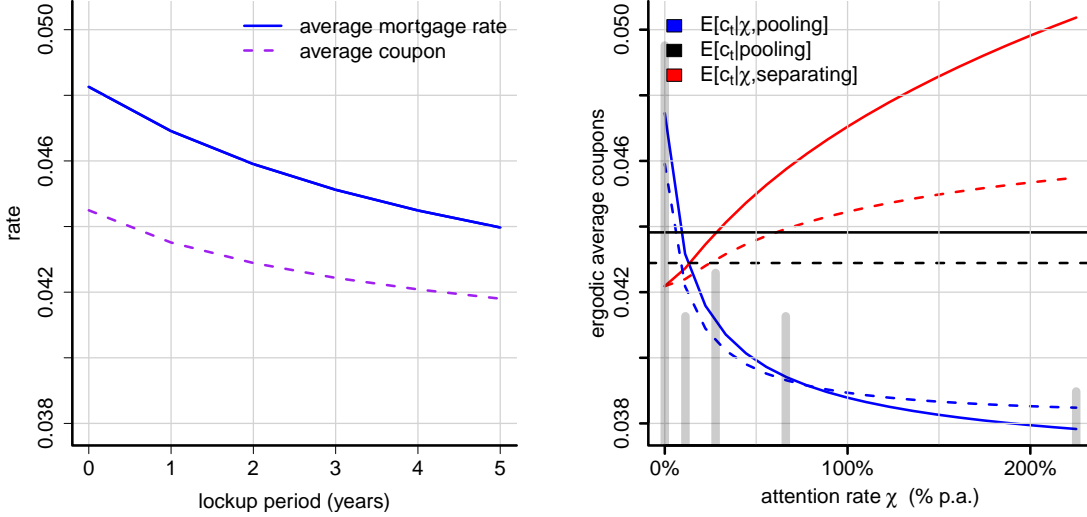 average mortgage rate
average coupon
0.050
0.046
0.042
0.038
rate
0 1 2 3 4 5
lockup period (years)
E[cₜ|χ,pooling]
E[cₜ|pooling]
E[cₜ|χ,separating]
0.050
0.046
0.042
0.038
ergodic average coupons
0% 100% 200%
attention rate χ (% p.a.)